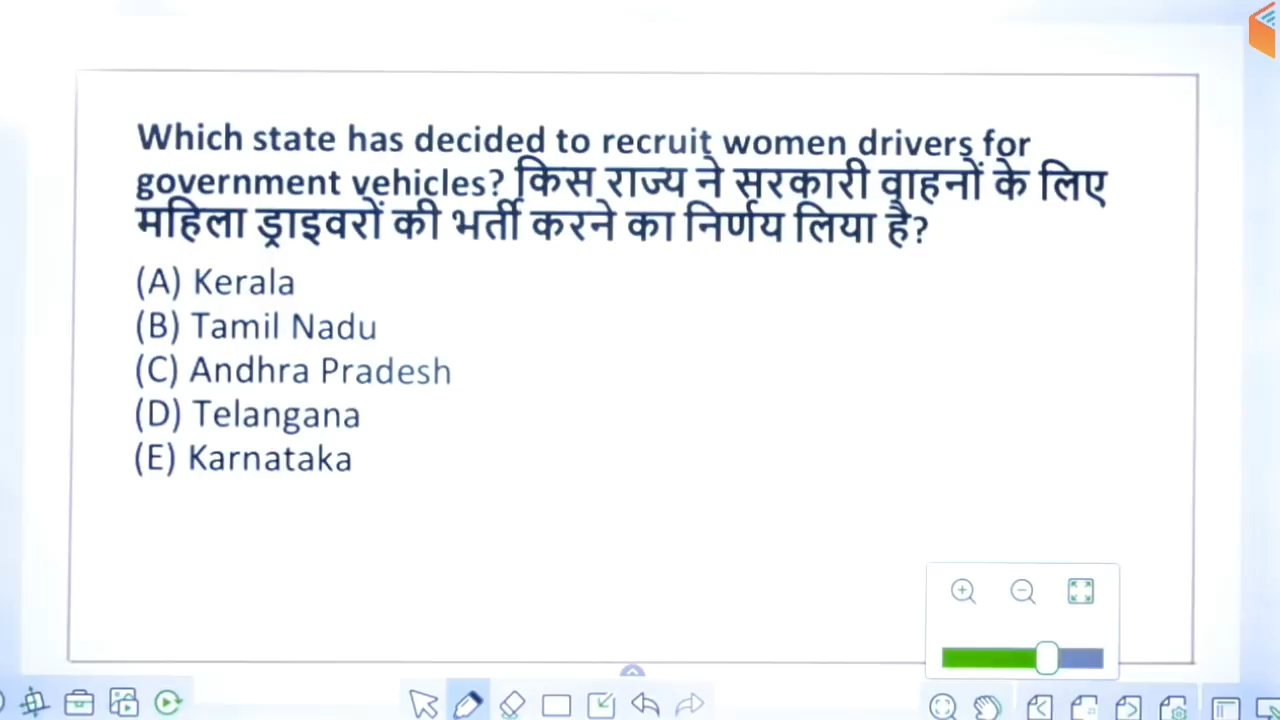 Which state has decided to recruit women drivers for
government vehicles? किस राज्य ने सरकारी वाहनों के लिए
महिला ड्राइवरों की भर्ती करने का निर्णय लिया है?
(A) Kerala
(B) Tamil Nadu
(C) Andhra Pradesh
(D) Telangana
(E) Karnataka